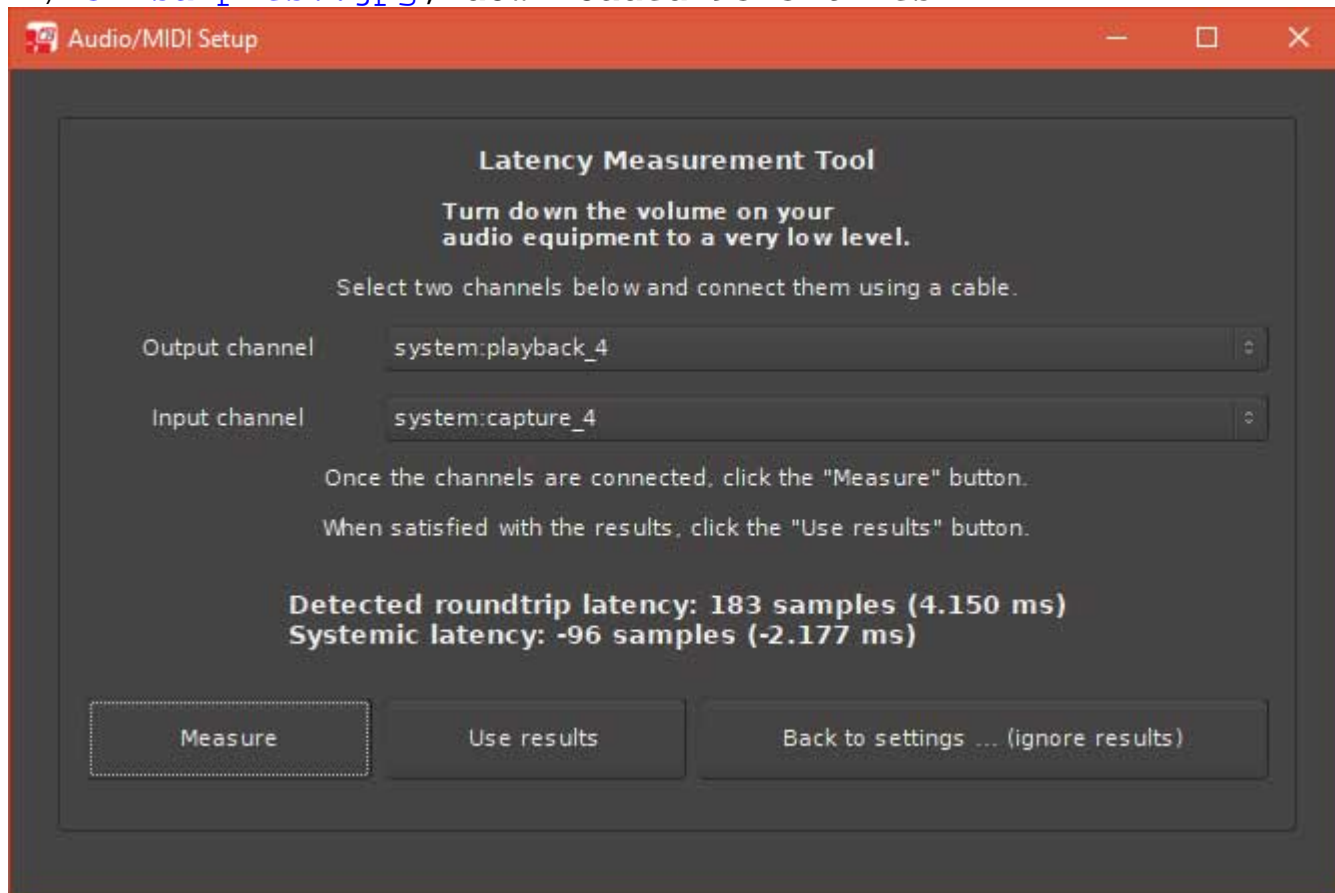 Audio/MIDI Setup
Latency Measurement Tool
Turn down the volume on your
audio equipment to a very low level.
Select two channels below and connect them using a cable.
Output channel system:playback_4
Input channel system:capture_4
Once the channels are connected, click the "Measure" button.
When satisfied with the results, click the "Use results" button.
Detected roundtrip latency: 183 samples (4.150 ms)
Systemic latency: -96 samples (-2.177 ms)
Measure Use results Back to settings ... (ignore results)